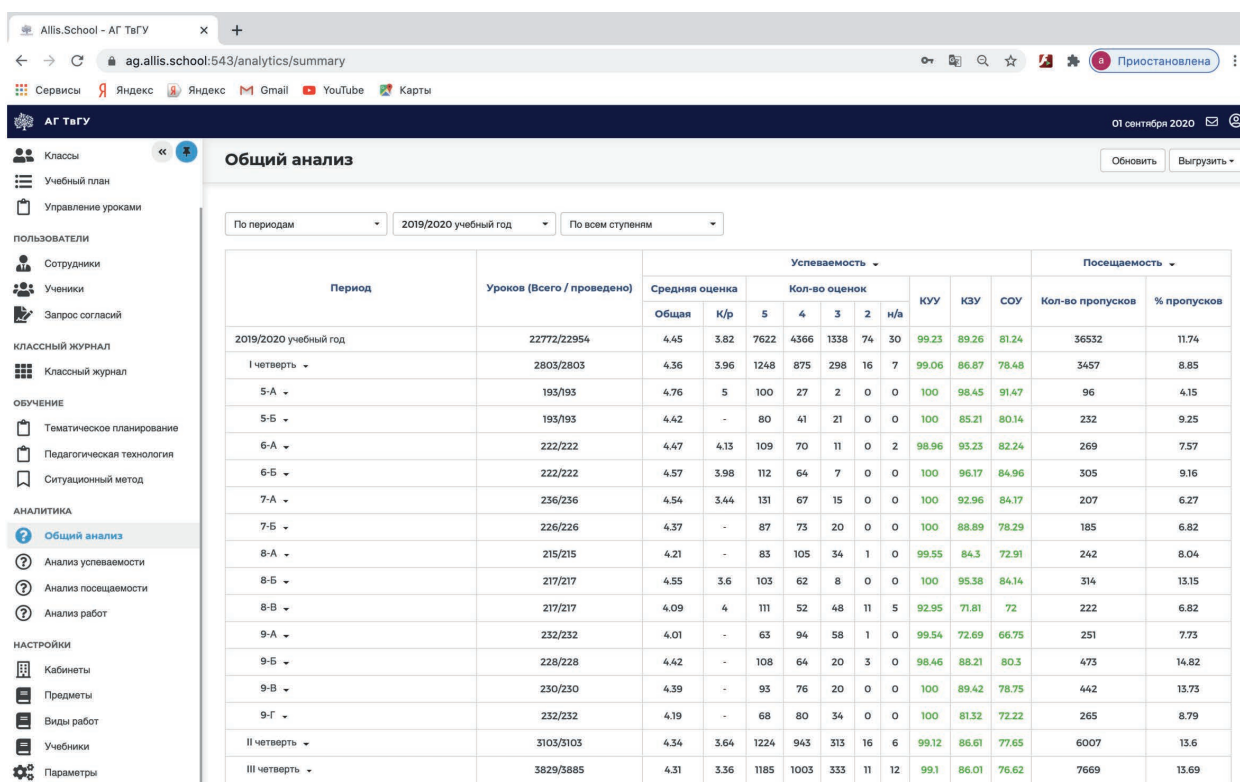 Allis.School - АГ ТвГУ
ag.allis.school:543/analytics/summary
Приостановлена
Сервисы Яндекс Яндекс Gmail YouTube Карты
АГ ТвГУ
01 сентября 2020
Классы
Учебный план
Управление уроками
ПОЛЬЗОВАТЕЛИ
Сотрудники
Ученики
Запрос согласий
КЛАССНЫЙ ЖУРНАЛ
Классный журнал
ОБУЧЕНИЕ
Тематическое планирование
Педагогическая технология
Ситуационный метод
АНАЛИТИКА
Общий анализ
Анализ успеваемости
Анализ посещаемости
Анализ работ
НАСТРОЙКИ
Кабинеты
Предметы
Виды работ
Учебники
Параметры
Общий анализ
Обновить Выгрузить
По периодам 2019/2020 учебный год По всем ступеням
Период Уроков (Всего / проведено) Успеваемость Посещаемость
Средняя оценка Кол-во оценок КУУ КЗУ СОУ Кол-во пропусков % пропусков
Общая К/р 5 4 3 2 н/а
2019/2020 учебный год 22772/22954 4.45 3.82 7622 4366 1338 74 30 99.23 89.26 81.24 36532 11.74
I четверть 2803/2803 4.36 3.96 1248 875 298 16 7 99.06 86.87 78.48 3457 8.85
5-А 193/193 4.76 5 100 27 2 0 0 100 98.45 91.47 96 4.15
5-Б 193/193 4.42 - 80 41 21 0 0 100 85.21 80.14 232 9.25
6-А 222/222 4.47 4.13 109 70 11 0 2 98.96 93.23 82.24 269 7.57
6-Б 222/222 4.57 3.98 112 64 7 0 0 100 96.17 84.96 305 9.16
7-А 236/236 4.54 3.44 131 67 15 0 0 100 92.96 84.17 207 6.27
7-Б 226/226 4.37 - 87 73 20 0 0 100 88.89 78.29 185 6.82
8-А 215/215 4.21 - 83 105 34 1 0 99.55 84.3 72.91 242 8.04
8-Б 217/217 4.55 3.6 103 62 8 0 0 100 95.38 84.14 314 13.15
8-В 217/217 4.09 4 111 52 48 11 5 92.95 71.81 72 222 6.82
9-А 232/232 4.01 - 63 94 58 1 0 99.54 72.69 66.75 251 7.73
9-Б 228/228 4.42 - 108 64 20 3 0 98.46 88.21 80.3 473 14.82
9-В 230/230 4.39 - 93 76 20 0 0 100 89.42 78.75 442 13.73
9-Г 232/232 4.19 - 68 80 34 0 0 100 81.32 72.22 265 8.79
II четверть 3103/3103 4.34 3.64 1224 943 313 16 6 99.12 86.61 77.65 6007 13.6
III четверть 3829/3885 4.31 3.36 1185 1003 333 11 12 99.1 86.01 76.62 7669 13.69